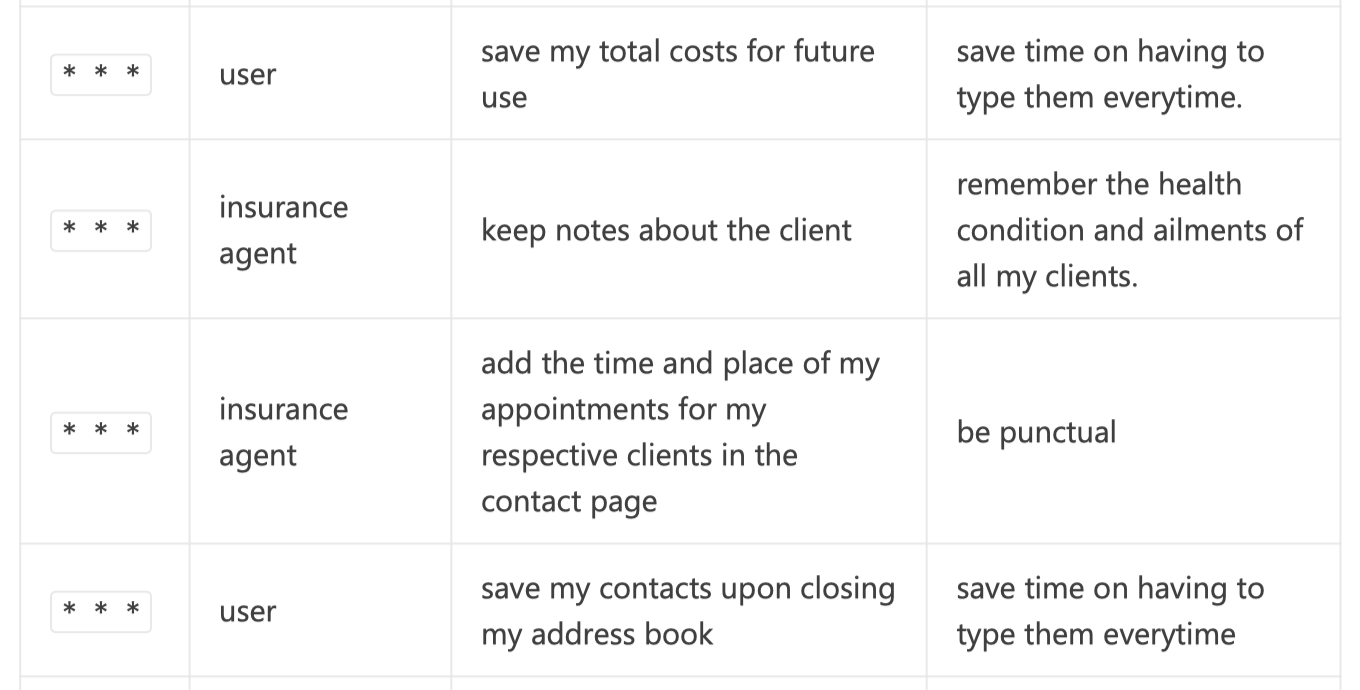 * * *
user
save my total costs for future
use
save time on having to
type them everytime.
* * *
insurance
agent
keep notes about the client
remember the health
condition and ailments of
all my clients.
* * *
insurance
agent
add the time and place of my
appointments for my
respective clients in the
contact page
be punctual
* * *
user
save my contacts upon closing
my address book
save time on having to
type them everytime